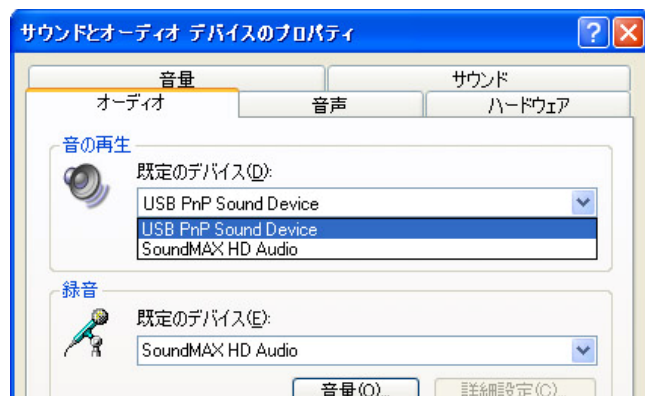 サウンドとオーディオ デバイスのプロパティ
音量 サウンド
オーディオ 音声 ハードウェア
音の再生
既定のデバイス(D):
USB PnP Sound Device
USB PnP Sound Device
SoundMAX HD Audio
録音
既定のデバイス(E):
SoundMAX HD Audio
音量(O)... 詳細設定(C)...